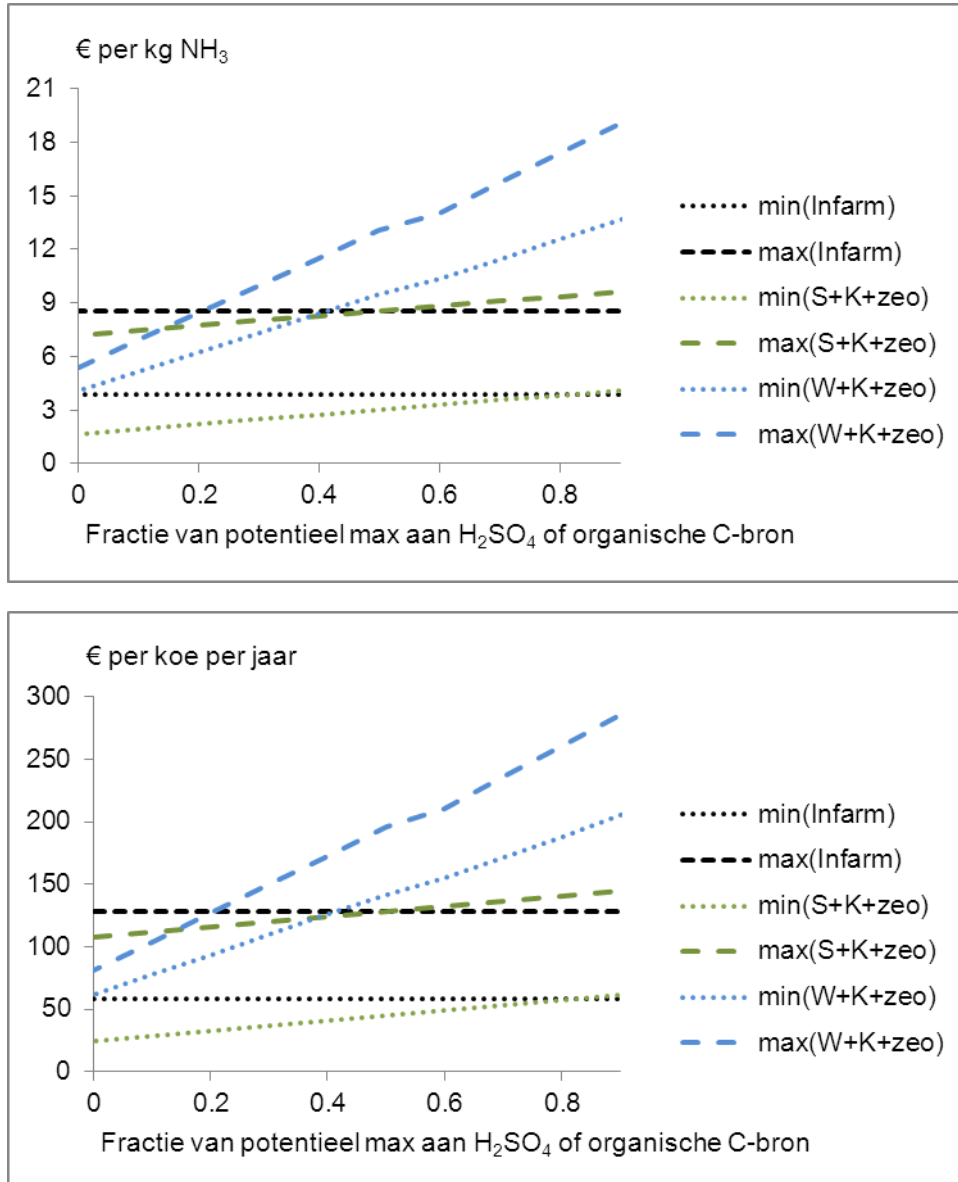 € per kg NH₃
21
18
15
12
9
6
3
0
0 0.2 0.4 0.6 0.8
Fractie van potentieel max aan H₂SO₄ of organische C-bron
min(Infarm)
max(Infarm)
min(S+K+zeo)
max(S+K+zeo)
min(W+K+zeo)
max(W+K+zeo)
€ per koe per jaar
300
250
200
150
100
50
0
0 0.2 0.4 0.6 0.8
Fractie van potentieel max aan H₂SO₄ of organische C-bron
min(Infarm)
max(Infarm)
min(S+K+zeo)
max(S+K+zeo)
min(W+K+zeo)
max(W+K+zeo)